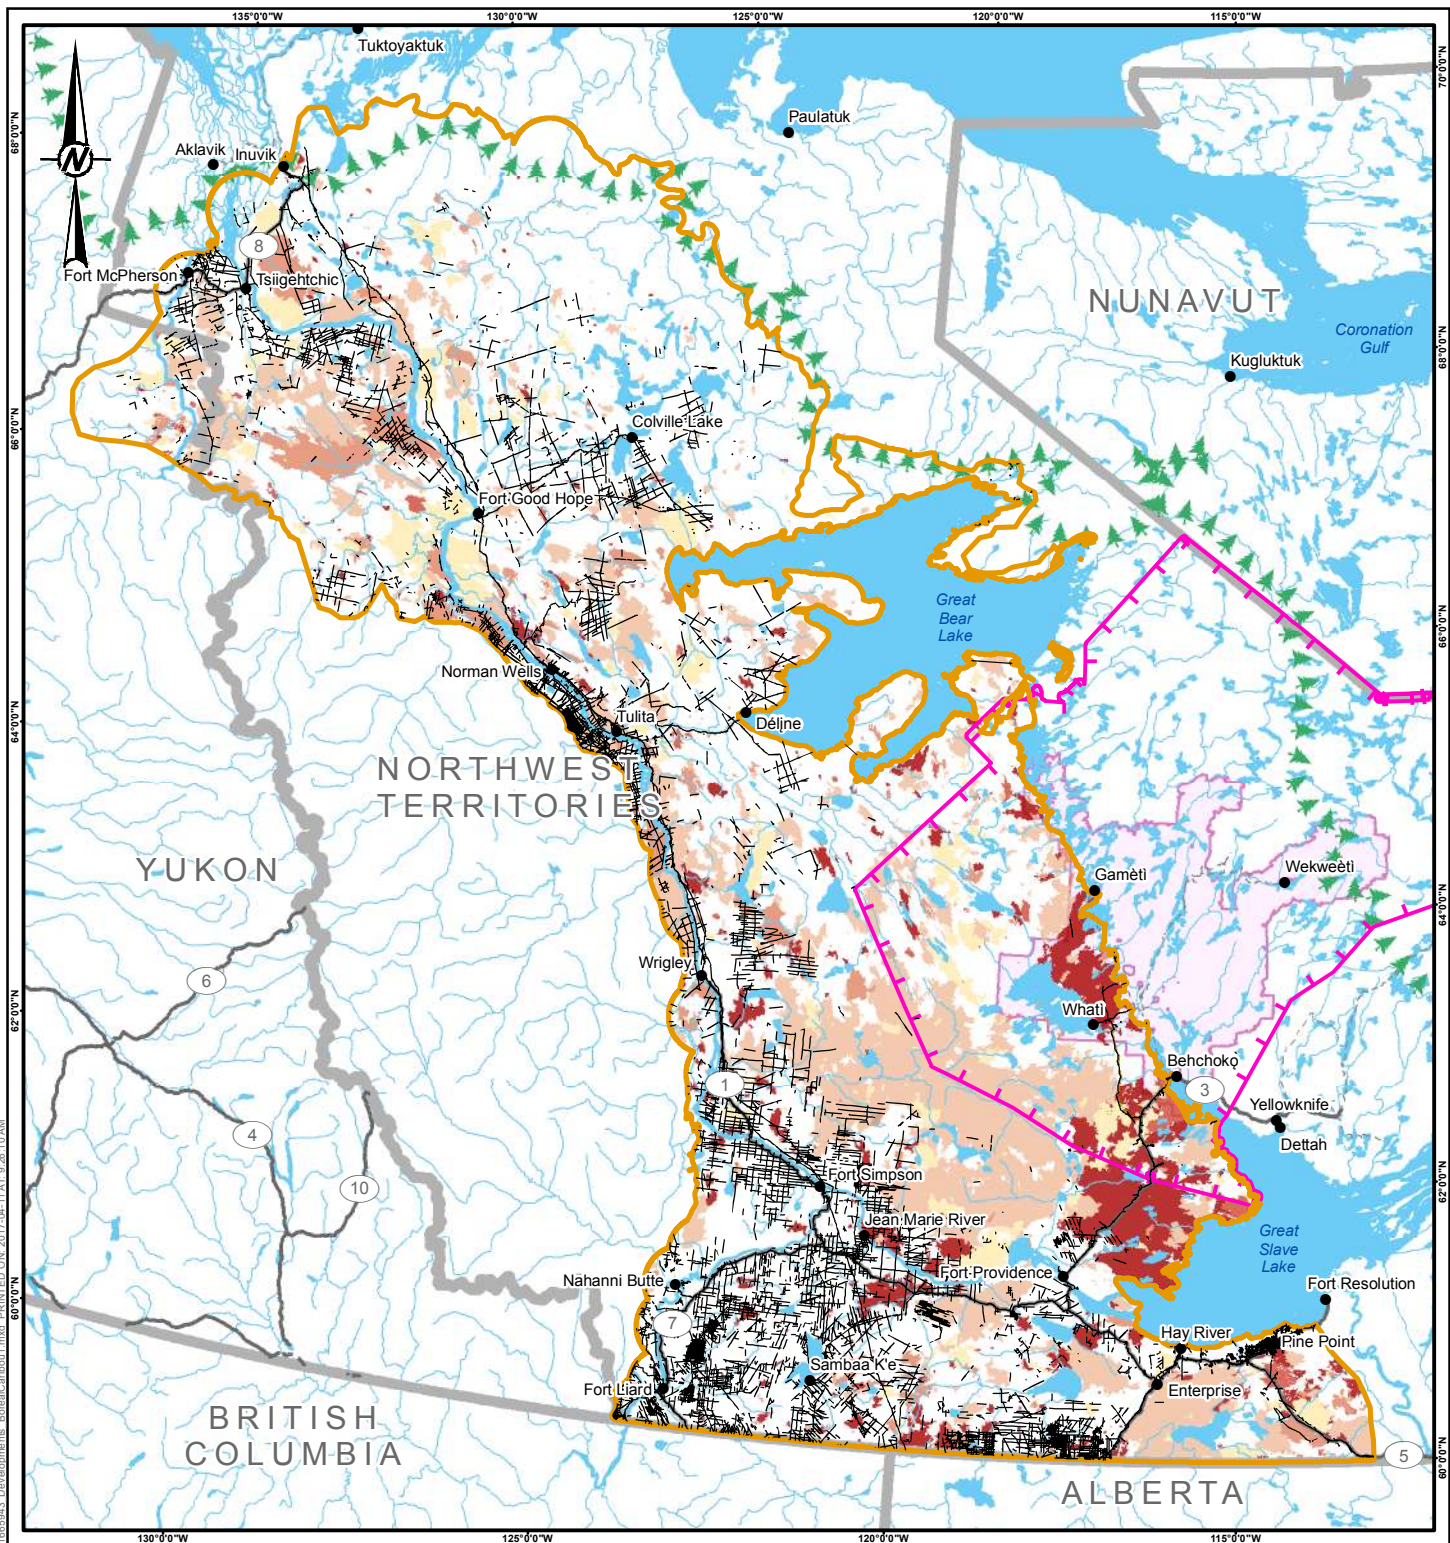 135°0'0"W
130°0'0"W
125°0'0"W
120°0'0"W
115°0'0"W
70°0'0"N
68°0'0"N
66°0'0"N
64°0'0"N
62°0'0"N
60°0'0"N
68°0'0"N
66°0'0"N
64°0'0"N
62°0'0"N
60°0'0"N
Tuktoyaktuk
Paulatuk
N
Aklavik
Inuvik
8
Fort McPherson
Tsiigehtchic
NUNAVUT
Coronation
Gulf
Kugluktuk
Colville Lake
Fort Good Hope
Great
Bear
Lake
Norman Wells
Tulita
Délįne
NORTHWEST
TERRITORIES
YUKON
Gamètì
Wekweètì
Wrigley
6
Whatì
Behchokǫ
1
3
Yellowknife
Dettah
4
10
Fort Simpson
Jean Marie River
Great
Slave
Lake
Nahanni Butte
Fort Providence
Fort Resolution
7
Hay River
Pine Point
Sambaa K'e
Fort Liard
Enterprise
BRITISH
COLUMBIA
5
ALBERTA
130°0'0"W
125°0'0"W
120°0'0"W
115°0'0"W